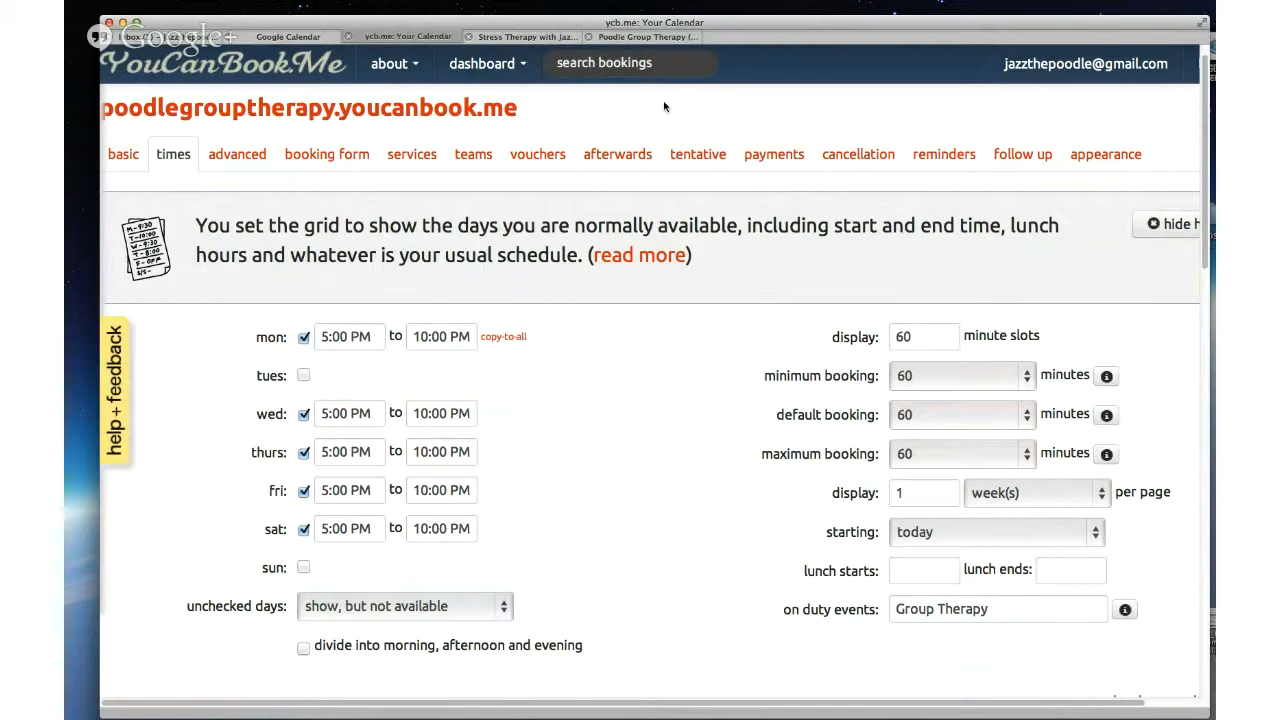 ycb.me: Your Calendar
Google+
Google Calendar
ycb.me: Your Calendar
Stress Therapy with Jaz...
Poodle Group Therapy (...
YouCanBook.Me
about
dashboard
search bookings
jazzthepoodle@gmail.com
poodlegrouptherapy.youcanbook.me
basic
times
advanced
booking form
services
teams
vouchers
afterwards
tentative
payments
cancellation
reminders
follow up
appearance
You set the grid to show the days you are normally available, including start and end time, lunch
hours and whatever is your usual schedule. (read more)
hide h
help + feedback
mon: 5:00 PM to 10:00 PM copy-to-all
tues:
wed: 5:00 PM to 10:00 PM
thurs: 5:00 PM to 10:00 PM
fri: 5:00 PM to 10:00 PM
sat: 5:00 PM to 10:00 PM
sun:
unchecked days: show, but not available
divide into morning, afternoon and evening
display: 60 minute slots
minimum booking: 60 minutes
default booking: 60 minutes
maximum booking: 60 minutes
display: 1 week(s) per page
starting: today
lunch starts: lunch ends:
on duty events: Group Therapy